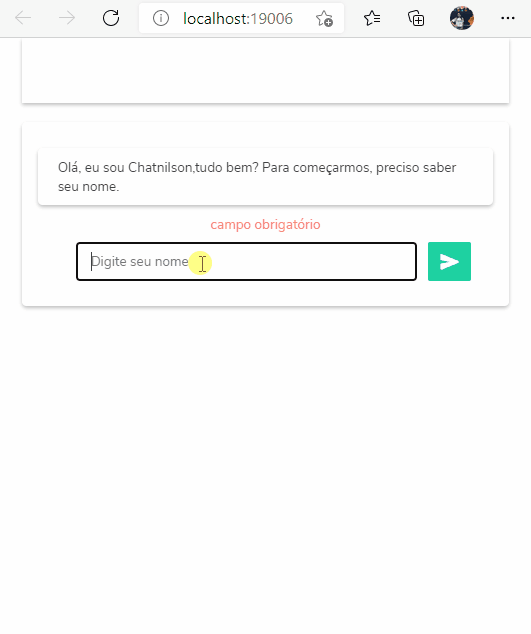 localhost:19006
Olá, eu sou Chatnilson,tudo bem? Para começarmos, preciso saber
seu nome.
campo obrigatório
Digite seu nome